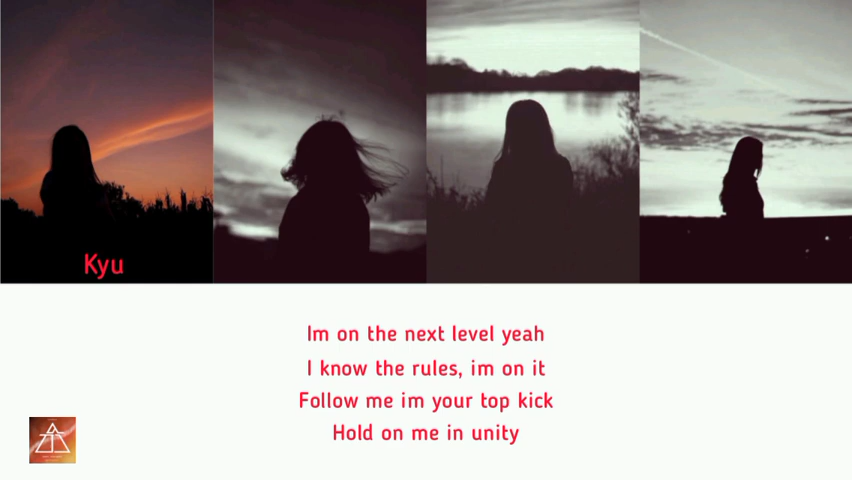 Kyu
Im on the next level yeah
I know the rules, im on it
Follow me im your top kick
Hold on me in unity